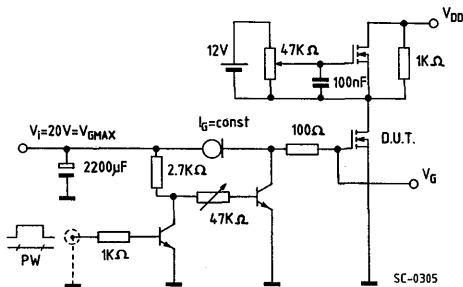 V_DD
12V
47KΩ
1KΩ
100nF
I_G=const
V_i=20V=V_GMAX
100Ω
D.U.T.
2200μF
2.7KΩ
V_G
47KΩ
1KΩ
PW
SC-0305